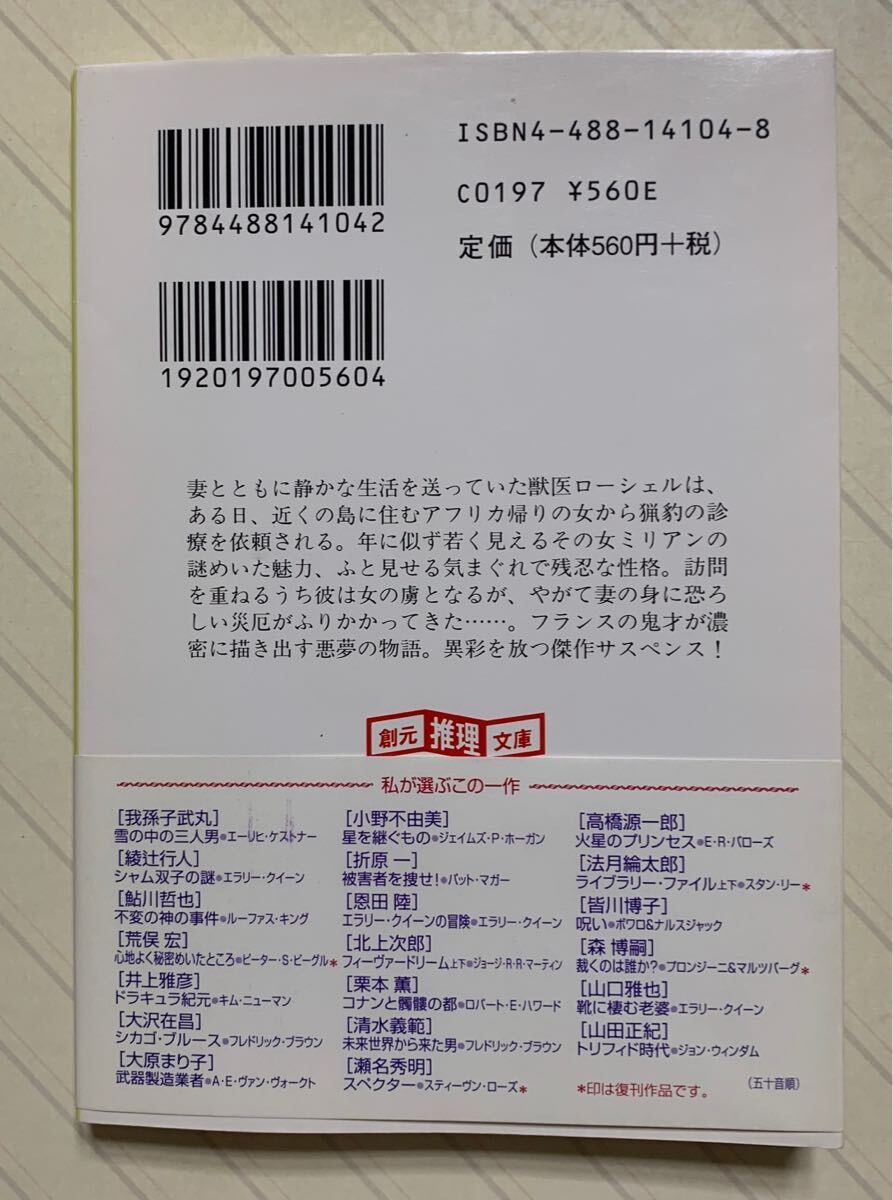 ISBN4-488-14104-8
9784488141042
C0197 ¥560E
定価(本体560円+税)
1920197005604
妻とともに静かな生活を送っていた獣医ローシェルは、
ある日、近くの島に住むアフリカ帰りの女から猟豹の診
療を依頼される。年に似ず若く見えるその女ミリアンの
謎めいた魅力、ふと見せる気まぐれで残忍な性格。訪問
を重ねるうち彼は女の虜となるが、やがて妻の身に恐ろ
しい災厄がふりかかってきた……。フランスの鬼才が濃
密に描き出す悪夢の物語。異彩を放つ傑作サスペンス!
創元推理文庫
私が選ぶこの一作
[我孫子武丸]
雪の中の三人男●エーリヒ・ケストナー
[綾辻行人]
シャム双子の謎●エラリー・クイーン
[鮎川哲也]
不変の神の事件●ルーファス・キング
[荒俣 宏]
心地よく秘密めいたところ●ピーター・S・ビーグル*
[井上雅彦]
ドラキュラ紀元●キム・ニューマン
[大沢在昌]
シカゴ・ブルース●フレドリック・ブラウン
[大原まり子]
武器製造業者●A・E・ヴァン・ヴォークト
[小野不由美]
星を継ぐもの●ジェイムズ・P・ホーガン
[折原 一]
被害者を捜せ!●パット・マガー
[恩田 陸]
エラリー・クイーンの冒険●エラリー・クイーン
[北上次郎]
フィーヴァードリーム上下●ジョージ・R・R・マーティン
[栗本 薫]
コナンと髑髏の都●ロバート・E・ハワード
[清水義範]
未来世界から来た男●フレドリック・ブラウン
[瀬名秀明]
スペクター●スティーヴン・ローズ*
[高橋源一郎]
火星のプリンセス●E・R・バローズ
[法月綸太郎]
ライブラリー・ファイル上下●スタン・リー*
[皆川博子]
呪い●ボワロ&ナルスジャック
[森 博嗣]
裁くのは誰か?●プロンジーニ&マルツバーグ*
[山口雅也]
靴に棲む老婆●エラリー・クイーン
[山田正紀]
トリフィド時代●ジョン・ウィンダム
*印は復刊作品です。
(五十音順)